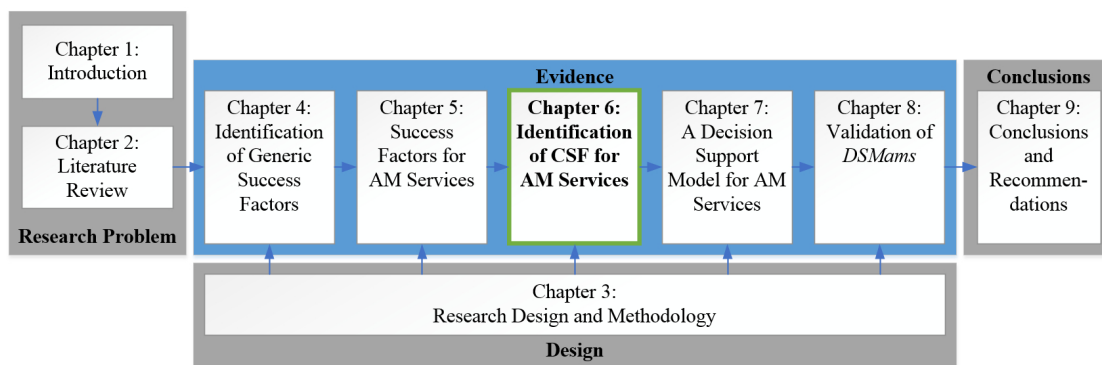 Chapter 1:
Introduction
Chapter 2:
Literature
Review
Research Problem
Evidence
Chapter 4:
Identification
of Generic
Success
Factors
Chapter 5:
Success
Factors for
AM Services
Chapter 6:
Identification
of CSF for
AM Services
Chapter 7:
A Decision
Support
Model for AM
Services
Chapter 8:
Validation of
DSMams
Conclusions
Chapter 9:
Conclusions
and
Recommen-
dations
Chapter 3:
Research Design and Methodology
Design